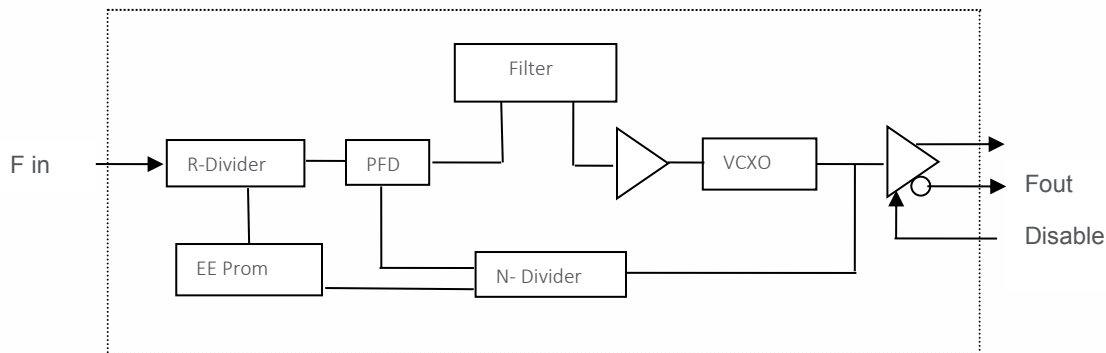 Filter
F in
R-Divider
PFD
VCXO
Fout
Disable
EE Prom
N- Divider